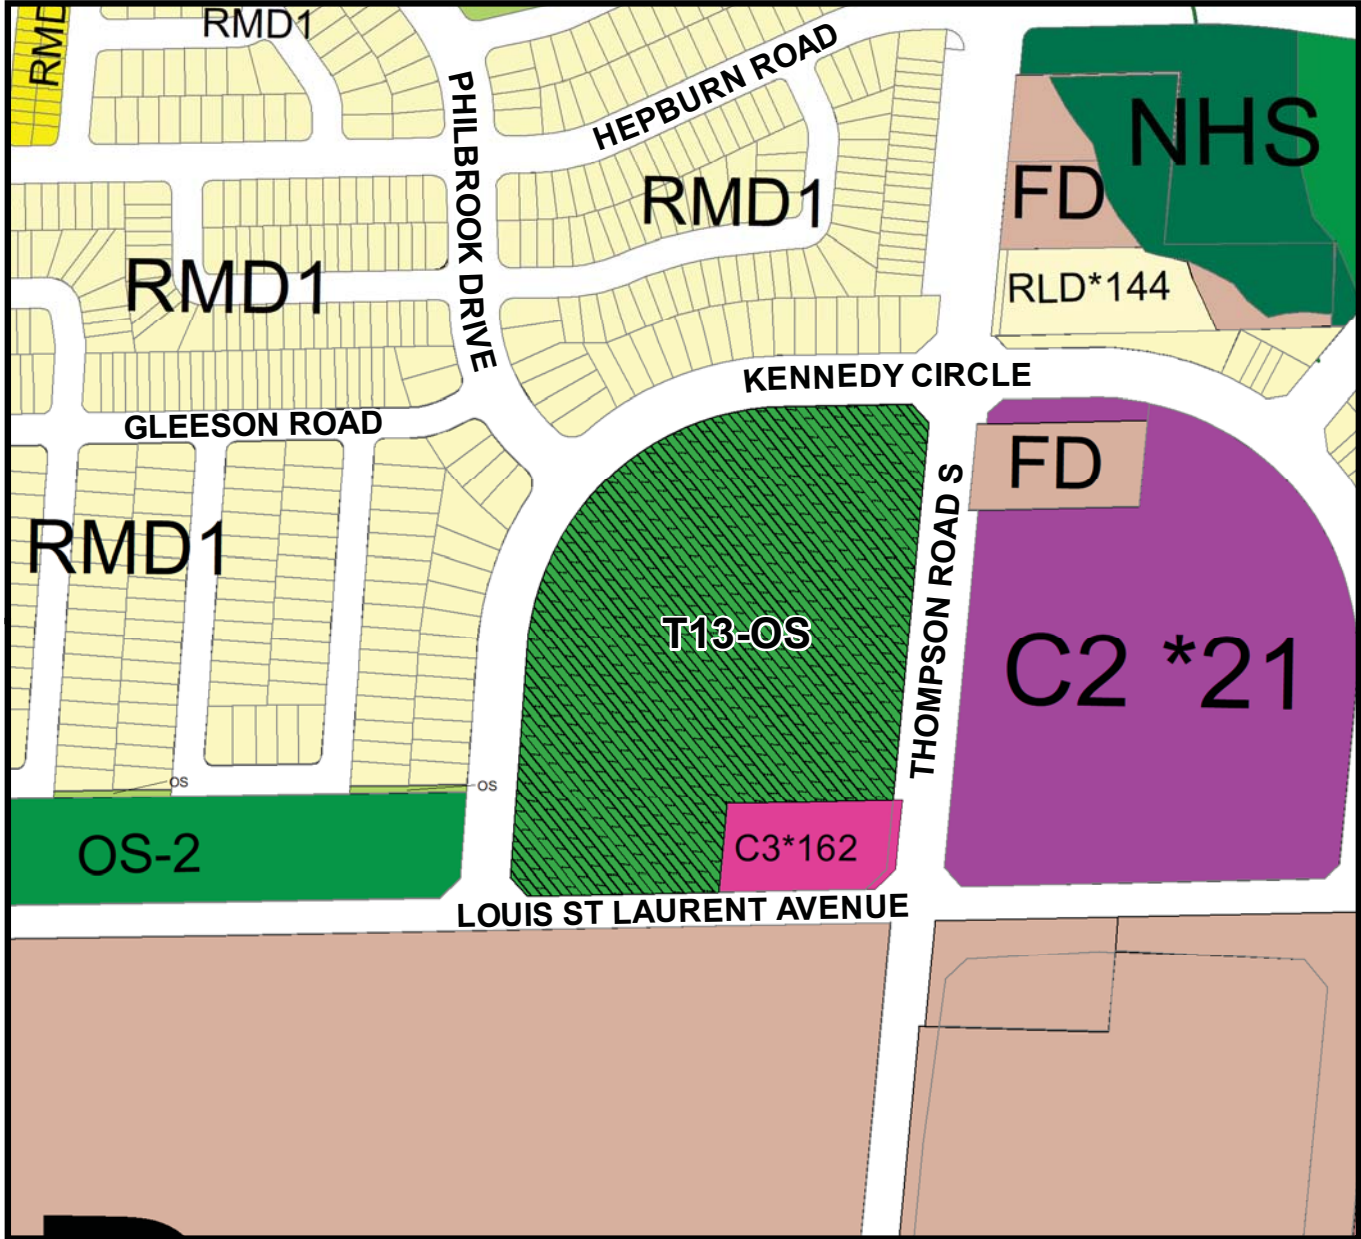 RMD1
RMD
PHILBROOK DRIVE
HEPBURN ROAD
NHS
RMD1
FD
RMD1
RLD*144
KENNEDY CIRCLE
GLEESON ROAD
FD
THOMPSON ROAD S
RMD1
T13-OS
C2 *21
OS
OS
OS-2
C3*162
LOUIS ST LAURENT AVENUE